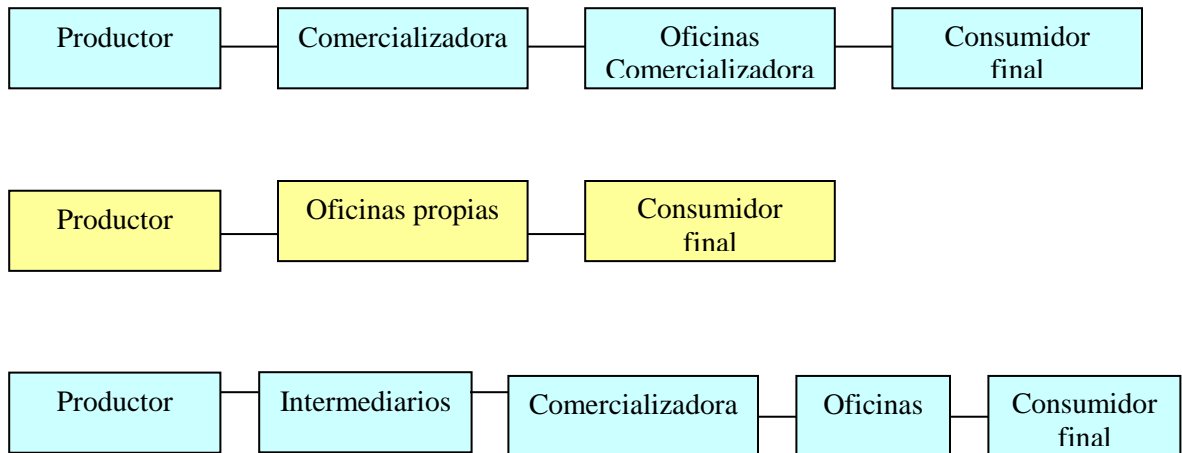 Productor
Comercializadora
Oficinas
Comercializadora
Consumidor
final
Productor
Oficinas propias
Consumidor
final
Productor
Intermediarios
Comercializadora
Oficinas
Consumidor
final